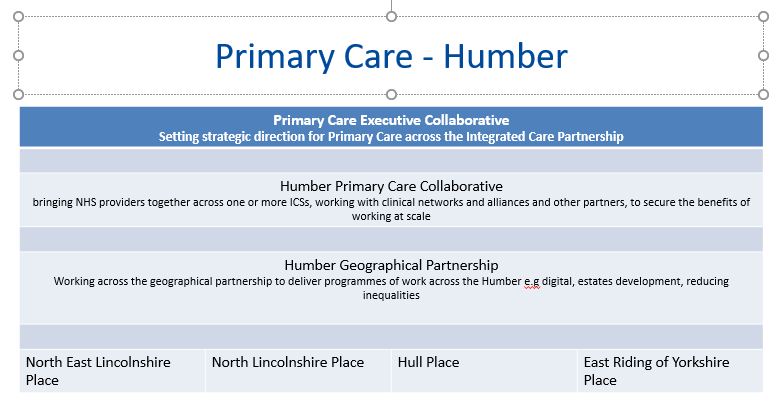 Primary Care - Humber
Primary Care Executive Collaborative
Setting strategic direction for Primary Care across the Integrated Care Partnership
Humber Primary Care Collaborative
bringing NHS providers together across one or more ICSs, working with clinical networks and alliances and other partners, to secure the benefits of
working at scale
Humber Geographical Partnership
Working across the geographical partnership to deliver programmes of work across the Humber e.g digital, estates development, reducing
inequalities
North East Lincolnshire
Place
North Lincolnshire Place
Hull Place
East Riding of Yorkshire
Place